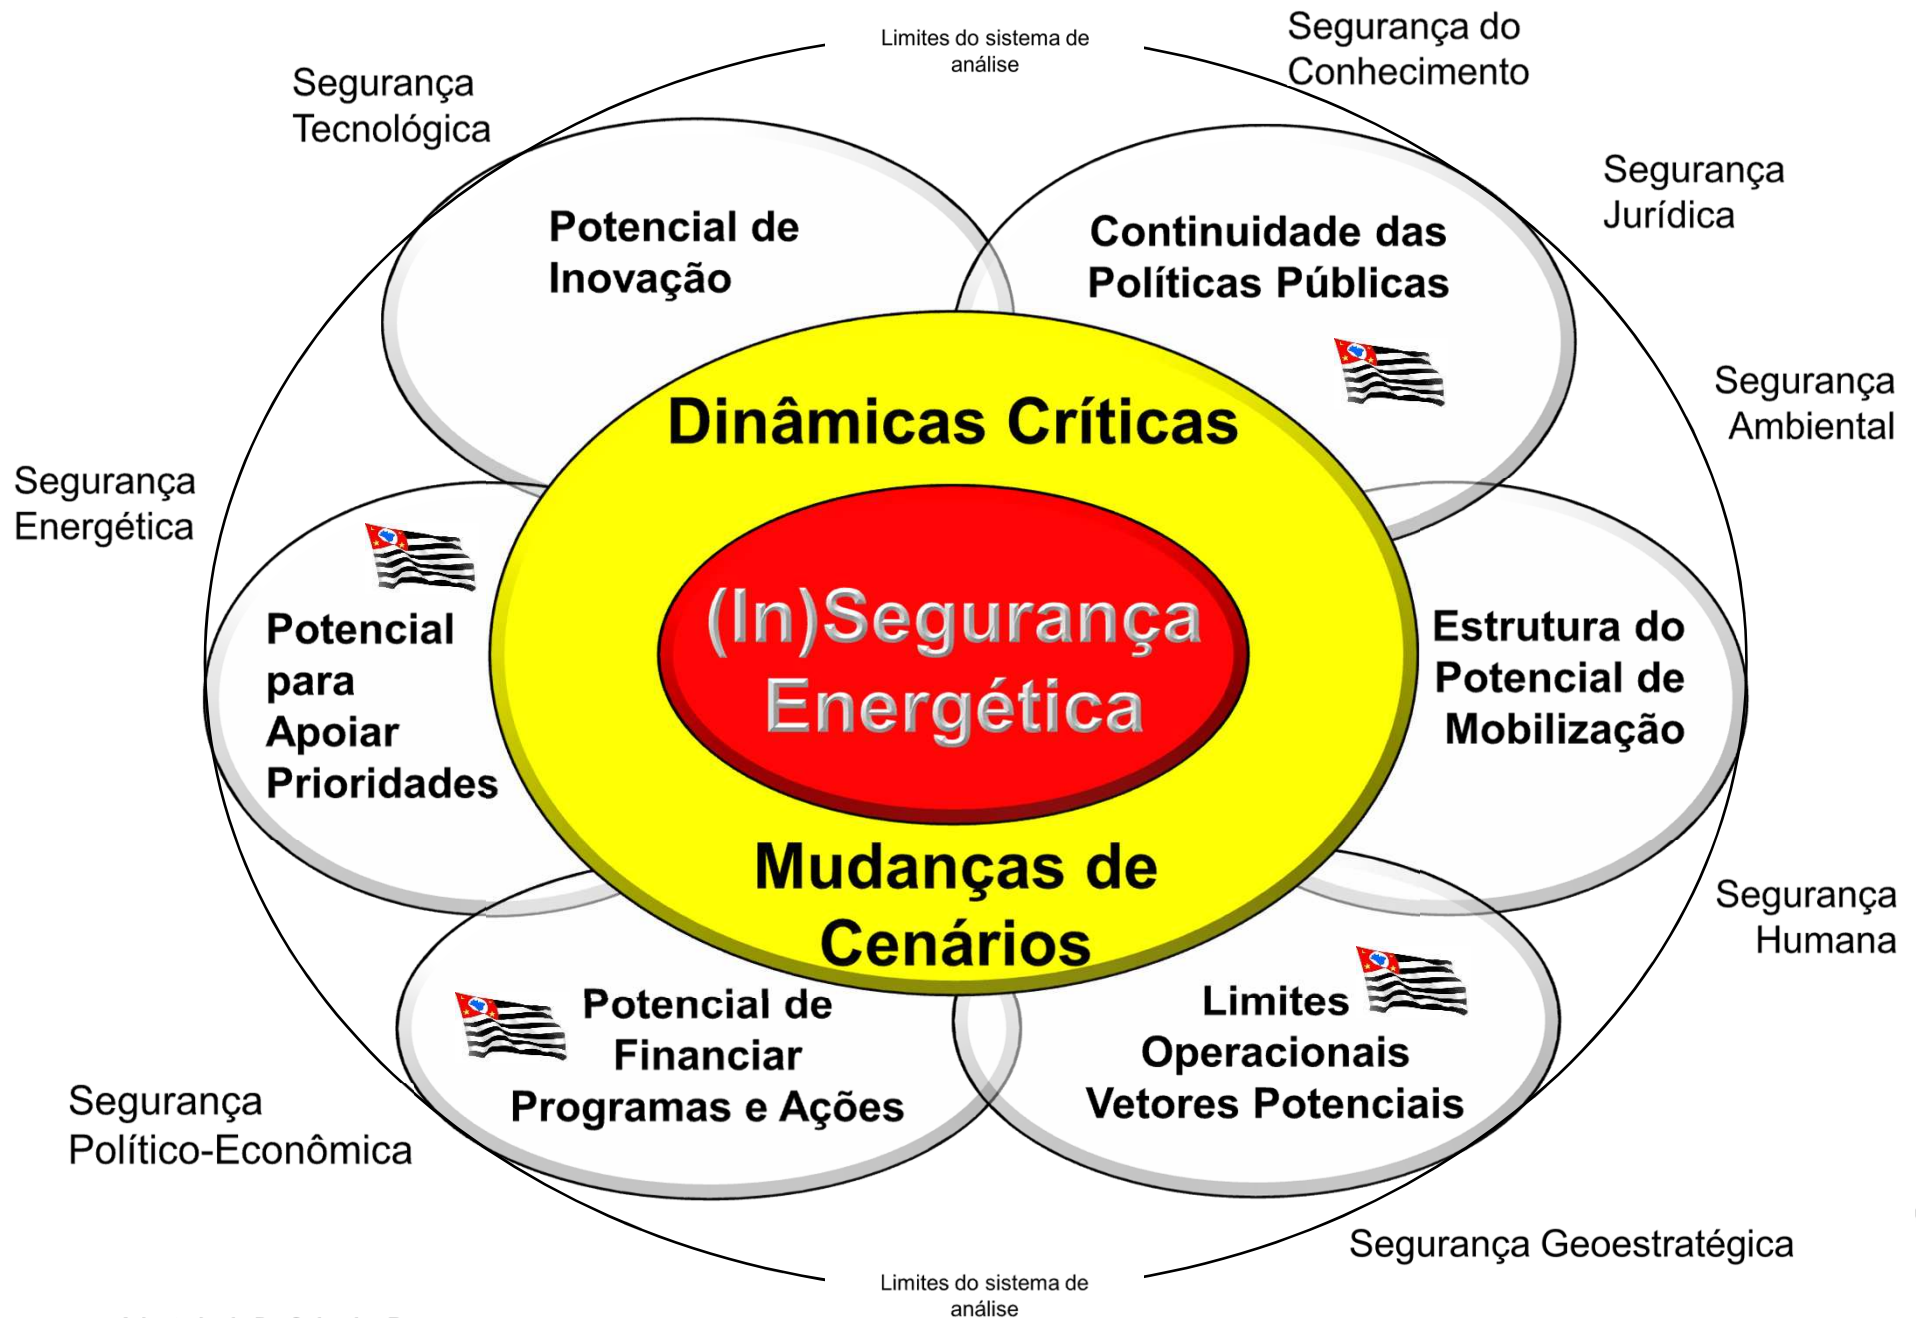 Limites do sistema de
análise
Segurança do
Conhecimento
Segurança
Tecnológica
Segurança
Jurídica
Potencial de
Inovação
Continuidade das
Políticas Públicas
Segurança
Ambiental
Dinâmicas Críticas
Segurança
Energética
(In)Segurança
Energética
Potencial
para
Apoiar
Prioridades
Estrutura do
Potencial de
Mobilização
Mudanças de
Cenários
Segurança
Humana
Potencial de
Financiar
Programas e Ações
Limites
Operacionais
Vetores Potenciais
Segurança
Político-Econômica
Segurança Geoestratégica
Limites do sistema de
análise